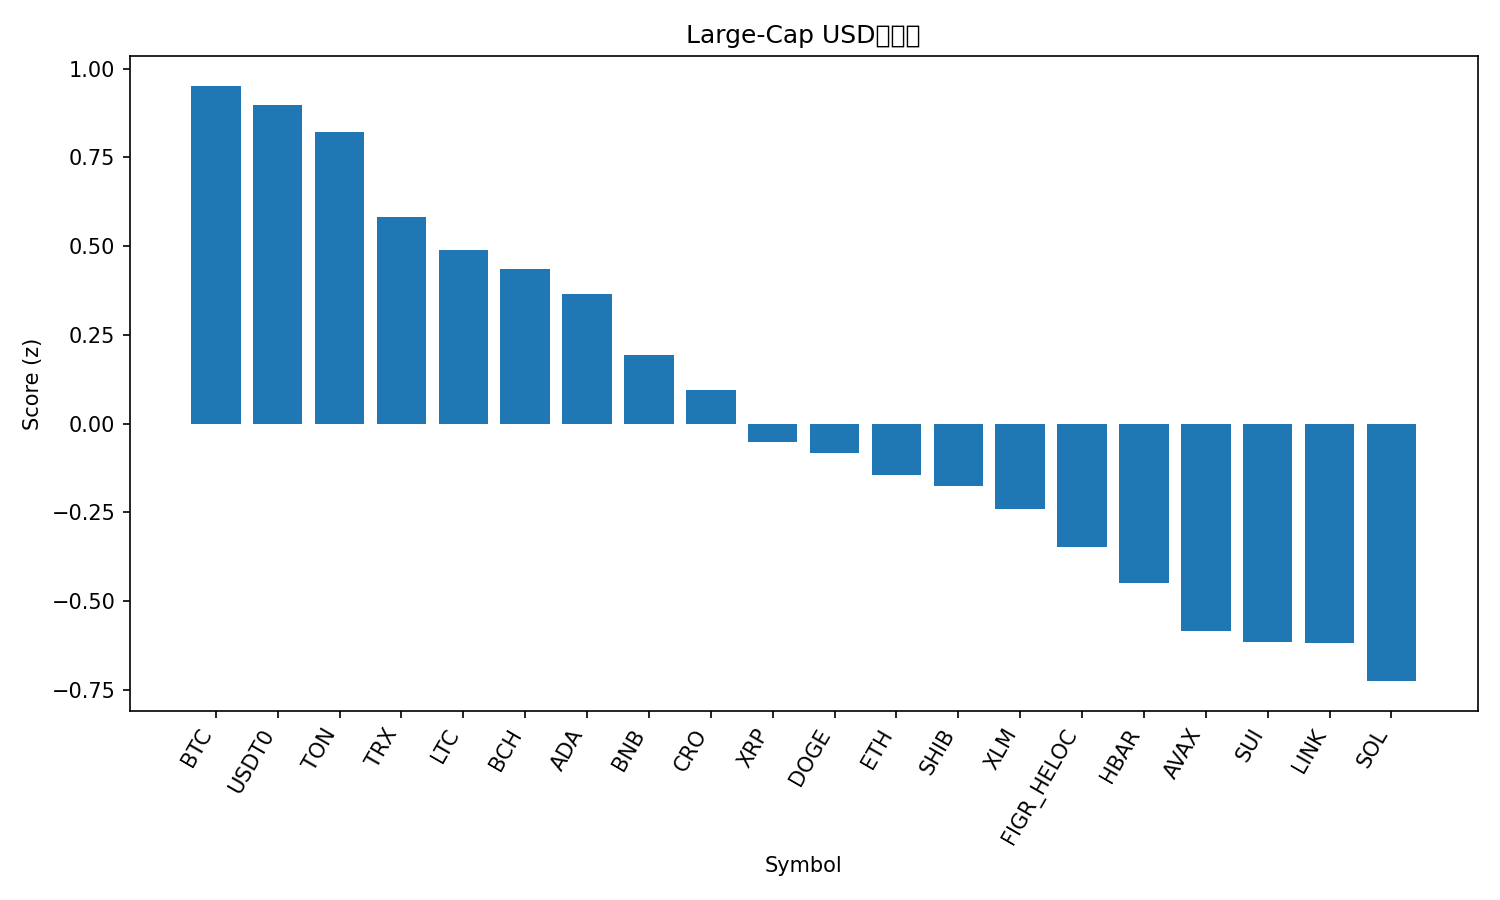 Large-Cap USD
1.00
0.75
0.50
0.25
0.00
−0.25
−0.50
−0.75
Score (z)
BTC
USDT0
TON
TRX
LTC
BCH
ADA
BNB
CRO
XRP
DOGE
ETH
SHIB
XLM
FIGR_HELOC
HBAR
AVAX
SUI
LINK
SOL
Symbol